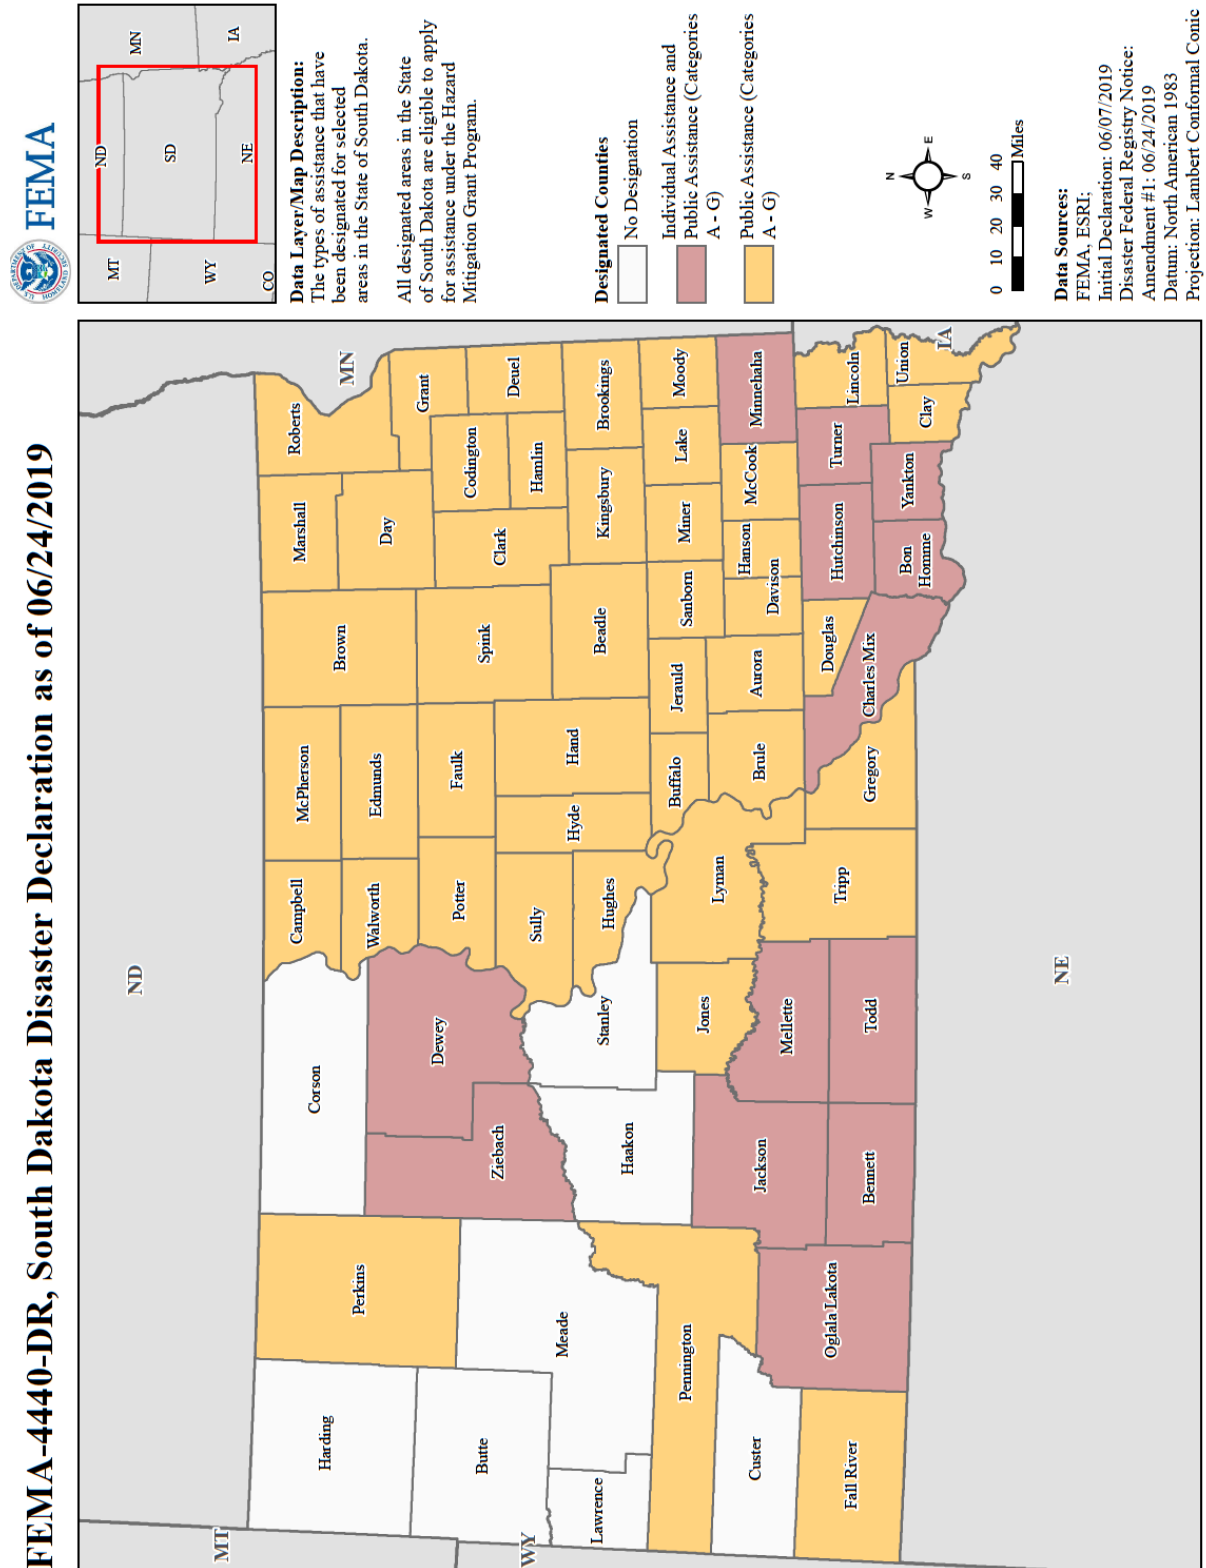 FEMA-4440-DR, South Dakota Disaster Declaration as of 06/24/2019
FEMA
ND
MN
MT
SD
IA
WY
NE
CO
Data Layer/Map Description:
The types of assistance that have
been designated for selected
areas in the State of South Dakota.
All designated areas in the State
of South Dakota are eligible to apply
for assistance under the Hazard
Mitigation Grant Program.
Designated Counties
No Designation
Individual Assistance and
Public Assistance (Categories
A - G)
Public Assistance (Categories
A - G)
N
W
E
S
0 10 20 30 40
Miles
Data Sources:
FEMA, ESRI;
Initial Declaration: 06/07/2019
Disaster Federal Registry Notice:
Amendment #1: 06/24/2019
Datum: North American 1983
Projection: Lambert Conformal Conic
MT
ND
MN
WY
NE
IA
Harding
Perkins
Corson
Campbell
McPherson
Brown
Marshall
Roberts
Walworth
Edmunds
Day
Grant
Butte
Ziebach
Dewey
Potter
Faulk
Spink
Clark
Codington
Deuel
Hamlin
Meade
Sully
Hyde
Hand
Beadle
Kingsbury
Brookings
Lawrence
Haakon
Stanley
Hughes
Buffalo
Jerauld
Sanborn
Miner
Lake
Moody
Pennington
Jackson
Jones
Lyman
Brule
Aurora
Davison
Hanson
McCook
Minnehaha
Custer
Mellette
Tripp
Gregory
Charles Mix
Douglas
Hutchinson
Turner
Lincoln
Fall River
Oglala Lakota
Bennett
Todd
Bon
Homme
Yankton
Clay
Union